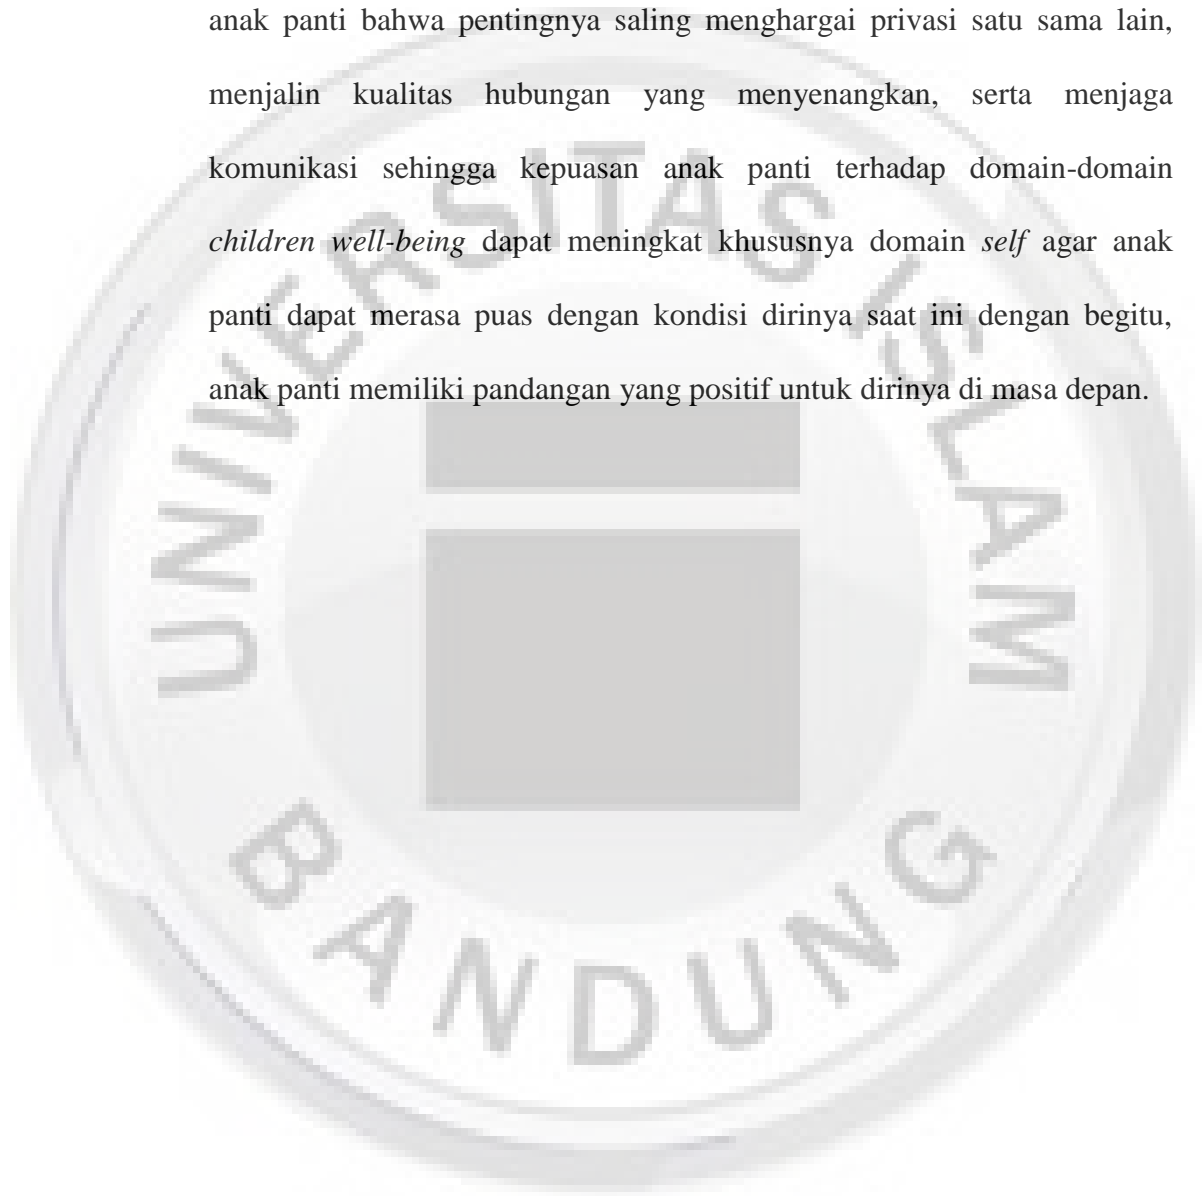 anak panti bahwa pentingnya saling menghargai privasi satu sama lain,
menjalin kualitas hubungan yang menyenangkan, serta menjaga
komunikasi sehingga kepuasan anak panti terhadap domain-domain
children well-being dapat meningkat khususnya domain self agar anak
panti dapat merasa puas dengan kondisi dirinya saat ini dengan begitu,
anak panti memiliki pandangan yang positif untuk dirinya di masa depan.
UNIVERSITAS ISLAM
BANDUNG